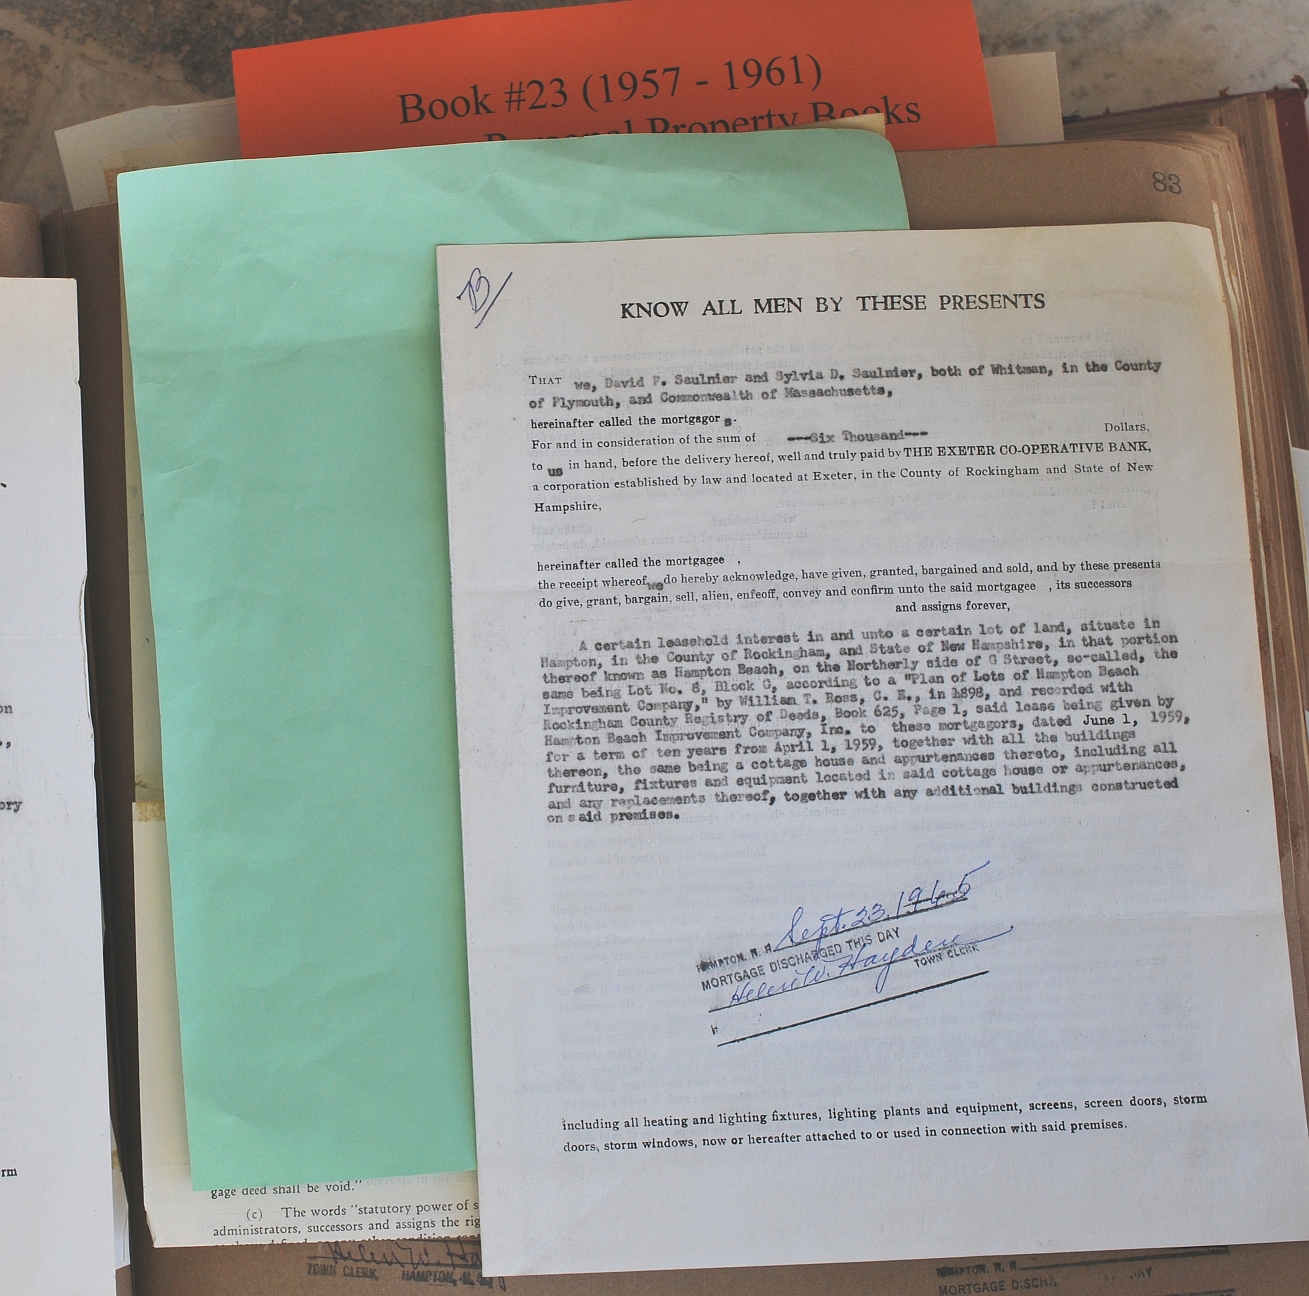 Book #23 (1957 - 1961)
Personal Property Books
83
B
KNOW ALL MEN BY THESE PRESENTS
THAT we, David F. Saulnier and Sylvia D. Saulnier, both of Whitman, in the County
of Plymouth, and Commonwealth of Massachusetts,
hereinafter called the mortgagor s.
For and in consideration of the sum of ---Six Thousand--- Dollars,
to us in hand, before the delivery hereof, well and truly paid by THE EXETER CO-OPERATIVE BANK,
a corporation established by law and located at Exeter, in the County of Rockingham and State of New
Hampshire,
hereinafter called the mortgagee ,
the receipt whereof we do hereby acknowledge, have given, granted, bargained and sold, and by these presents
do give, grant, bargain, sell, alien, enfeoff, convey and confirm unto the said mortgagee , its successors
and assigns forever,
A certain leasehold interest in and unto a certain lot of land, situate in
Hampton, in the County of Rockingham, and State of New Hampshire, in that portion
thereof known as Hampton Beach, on the Northerly side of G Street, so-called, the
same being Lot No. 8, Block G, according to a "Plan of Lots of Hampton Beach
Improvement Company," by William T. Ross, C. E., in 1898, and recorded with
Rockingham County Registry of Deeds, Book 625, Page 1, said lease being given by
Hampton Beach Improvement Company, Inc. to these mortgagors, dated June 1, 1959,
for a term of ten years from April 1, 1959, together with all the buildings
thereon, the same being a cottage house and appurtenances thereto, including all
furniture, fixtures and equipment located in said cottage house or appurtenances,
and any replacements thereof, together with any additional buildings constructed
on said premises.
HAMPTON, N. H. Sept. 23, 1965
MORTGAGE DISCHARGED THIS DAY
Helen W. Hayden TOWN CLERK
H
including all heating and lighting fixtures, lighting plants and equipment, screens, screen doors, storm
doors, storm windows, now or hereafter attached to or used in connection with said premises.
on
ory
rm
gage deed shall be void."
(c) The words "statutory power of s
administrators, successors and assigns the rig
Helen W. Ha
TOWN CLERK HAMPTON, N. H.
HAMPTON, N. H.
MORTGAGE DISCHA AY